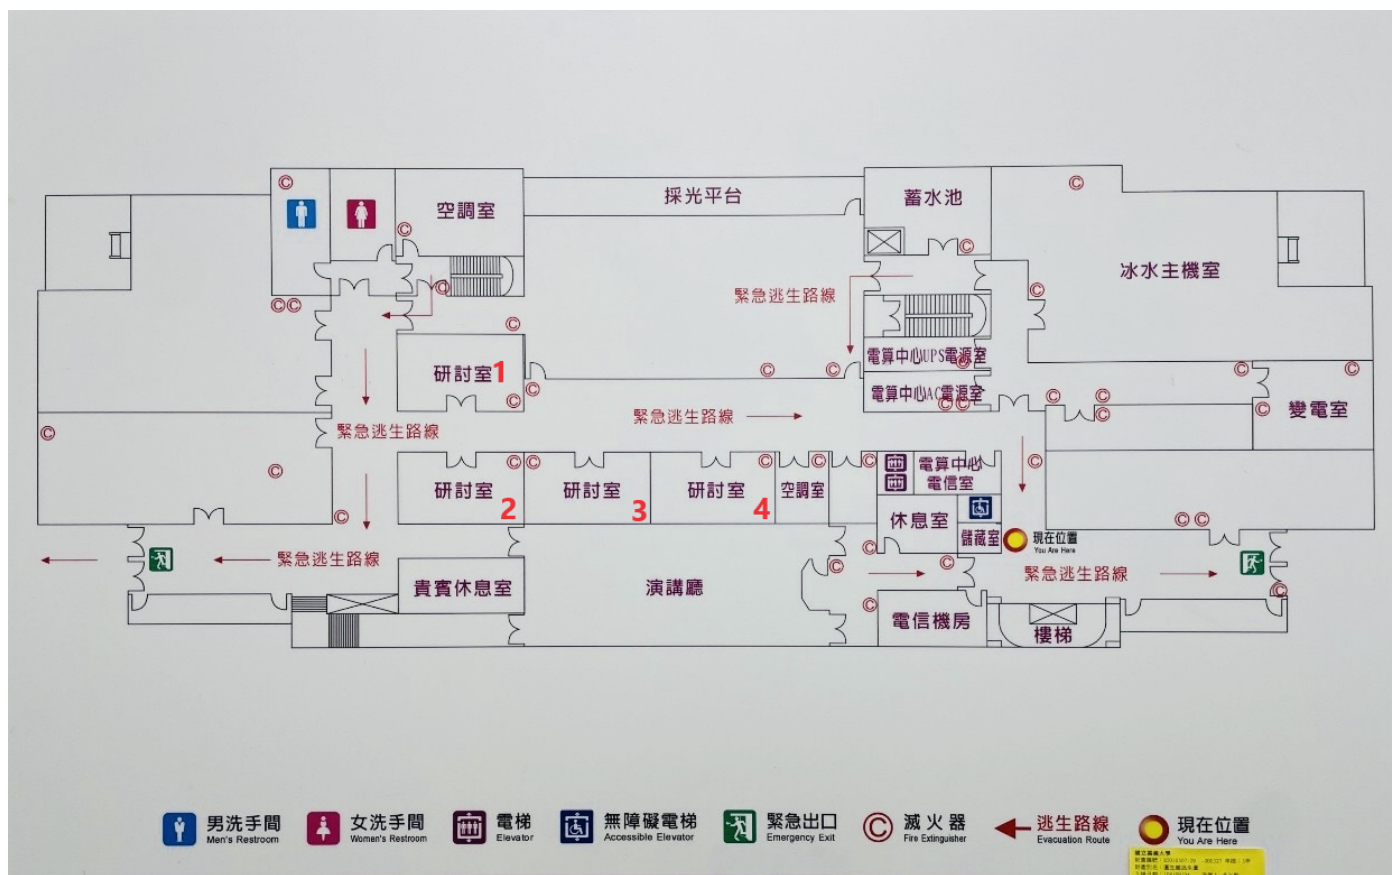 採光平台
空調室
蓄水池
冰水主機室
緊急逃生路線
電算中心UPS電源室
研討室 1
電算中心AC電源室
變電室
緊急逃生路線
緊急逃生路線
研討室 2
研討室 3
研討室 4
空調室
電算中心
電信室
休息室
儲藏室
現在位置
You Are Here
緊急逃生路線
貴賓休息室
演講廳
緊急逃生路線
電信機房
樓梯
男洗手間
Men's Restroom
女洗手間
Women's Restroom
電梯
Elevator
無障礙電梯
Accessible Elevator
緊急出口
Emergency Exit
滅火器
Fire Extinguisher
逃生路線
Evacuation Route
現在位置
You Are Here